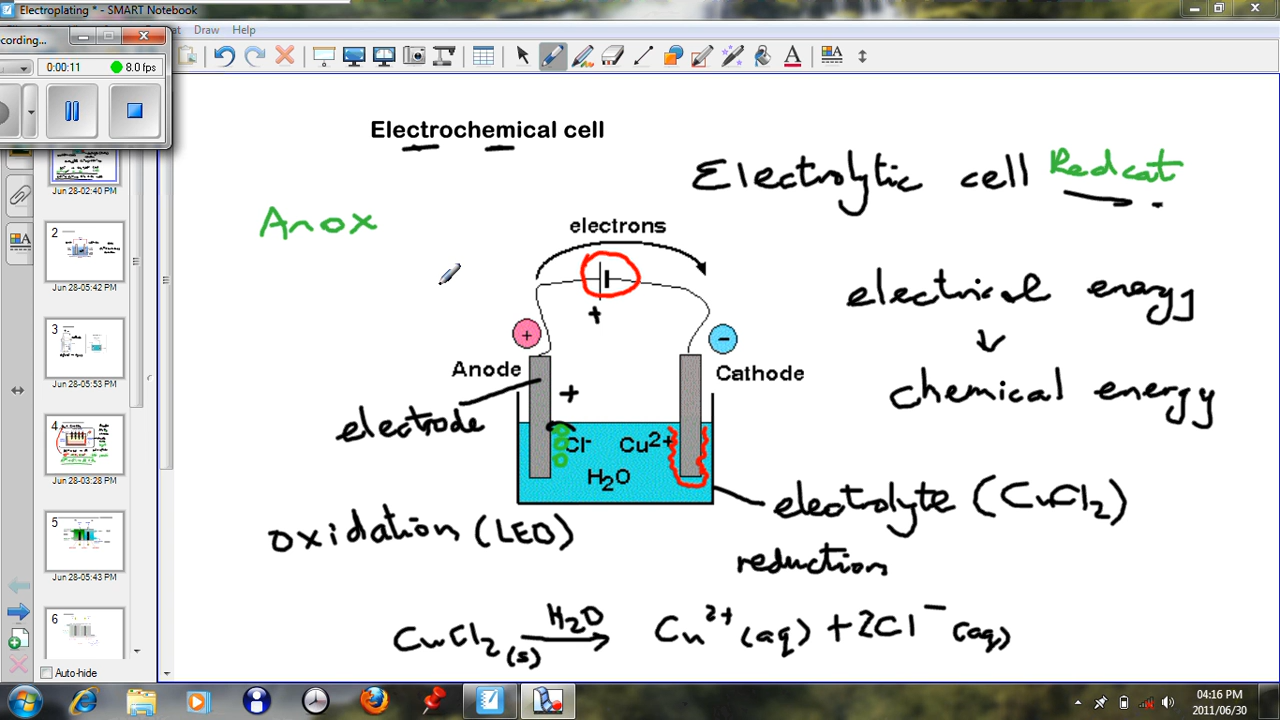 Electroplating * - SMART Notebook
ecording...
Draw Help
0:00:11 8.0 fps
Electrochemical cell
Electrolytic cell Redcat
Anox
electrons
electrical energy
+
+ −
Anode Cathode
chemical energy
+
electrode
Cl- Cu2+
H2O
electrolyte (CuCl2)
oxidation (LEO)
reduction
CuCl2(s) H2O → Cu2+(aq) + 2Cl−(aq)
Jun 28-02:40 PM
2
Jun 28-05:42 PM
3
Jun 28-05:53 PM
4
Jun 28-03:28 PM
5
Jun 28-05:43 PM
6
Auto-hide
04:16 PM
2011/06/30